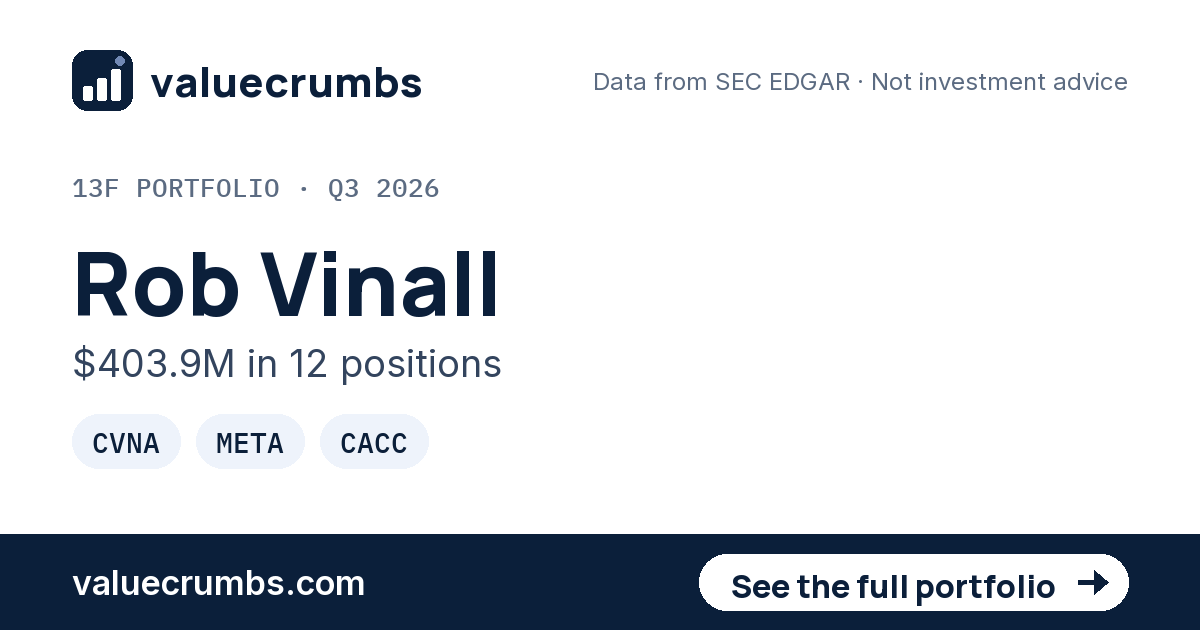 valuecrumbs
Data from SEC EDGAR · Not investment advice
13F PORTFOLIO · Q3 2026
Rob Vinall
$403.9M in 12 positions
CVNA META CACC
valuecrumbs.com
See the full portfolio →